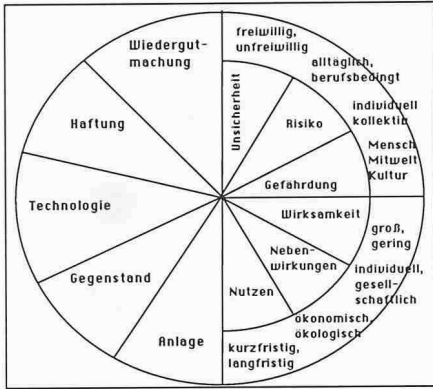 Wiedergut-
machung
freiwillig,
unfreiwillig
alltäglich,
berufsbedingt
individuell
kollektiv
Mensch
Mitwelt
Kultur
Unsicherheit
Risiko
Gefährdung
Haftung
Technologie
Gegenstand
Anlage
Wirksamkeit
Neben-
wirkungen
Nutzen
groß,
gering
individuell,
gesell-
schaftlich
ökonomisch,
ökologisch
kurzfristig,
langfristig